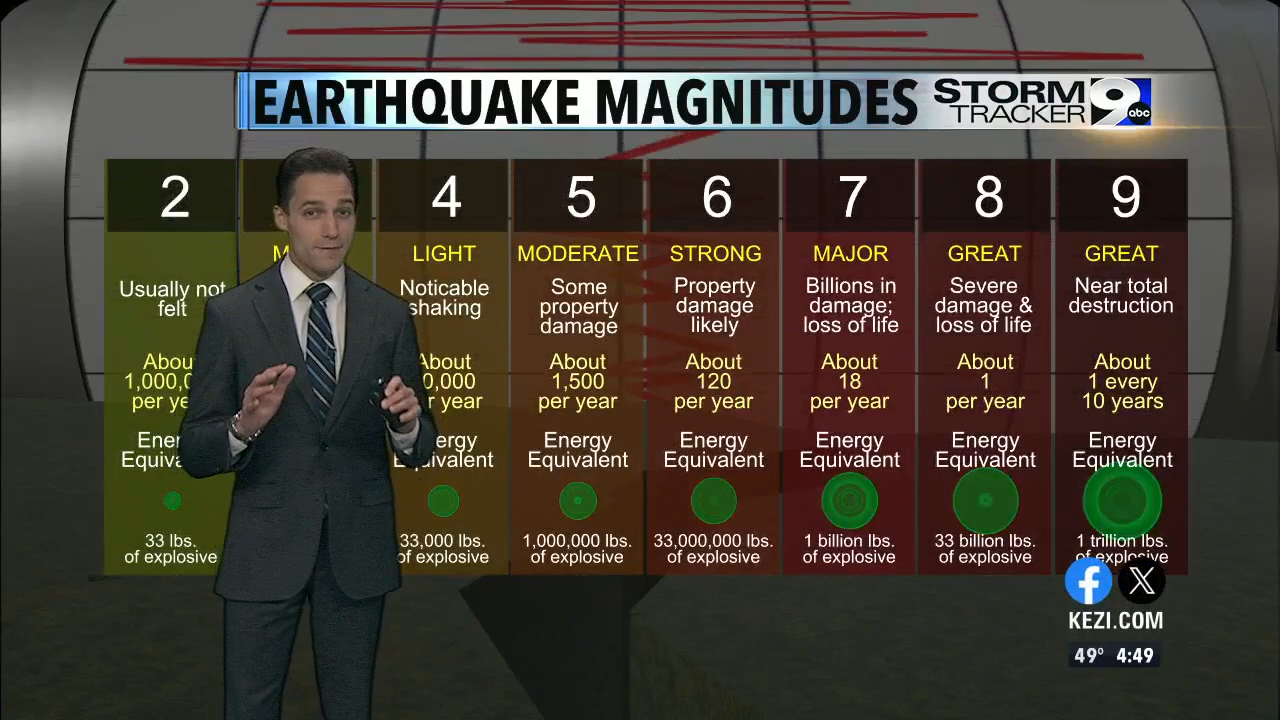 EARTHQUAKE MAGNITUDES
STORM
TRACKER
9
abc
2
Usually not
felt
per
33 lbs.
of explosive
4
LIGHT
Noticable
shaking
About
year
Equivalent
33,000 lbs.
of explosive
5
MODERATE
Some
property
damage
About
1,500
per year
Energy
Equivalent
1,000,000 lbs.
of explosive
6
STRONG
Property
damage
likely
About
120
per year
Energy
Equivalent
33,000,000 lbs.
of explosive
7
MAJOR
Billions in
damage;
loss of life
About
18
per year
Energy
Equivalent
1 billion lbs.
of explosive
8
GREAT
Severe
damage &
loss of life
About
1
per year
Energy
Equivalent
33 billion lbs.
of explosive
9
GREAT
Near total
destruction
About
1 every
10 years
Energy
Equivalent
1 trillion lbs.
of explosive
f X
KEZI.COM
49° 4:49